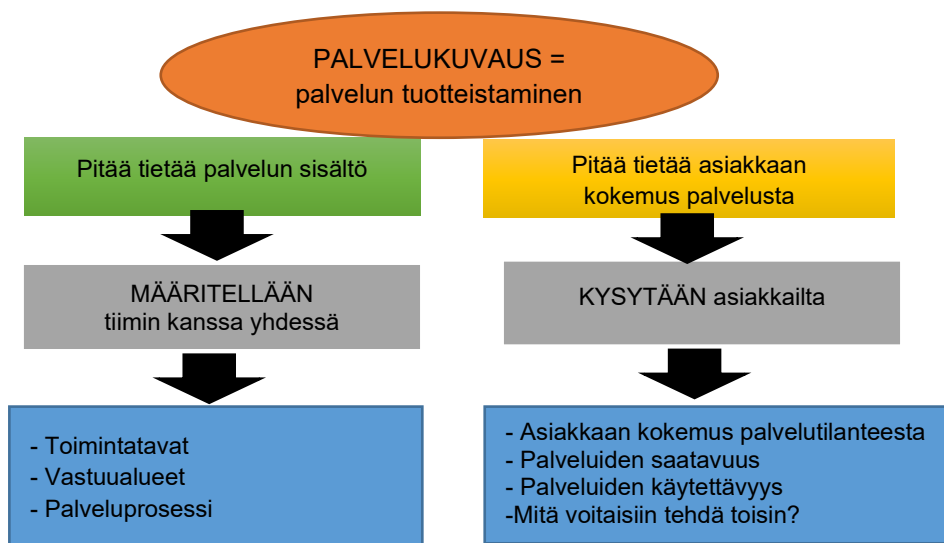 PALVELUKUVAUS =
palvelun tuotteistaminen
Pitää tietää palvelun sisältö
Pitää tietää asiakkaan
kokemus palvelusta
MÄÄRITELLÄÄN
tiimin kanssa yhdessä
KYSYTÄÄN asiakkailta
- Toimintatavat
- Vastuualueet
- Palveluprosessi
- Asiakkaan kokemus palvelutilanteesta
- Palveluiden saatavuus
- Palveluiden käytettävyys
-Mitä voitaisiin tehdä toisin?